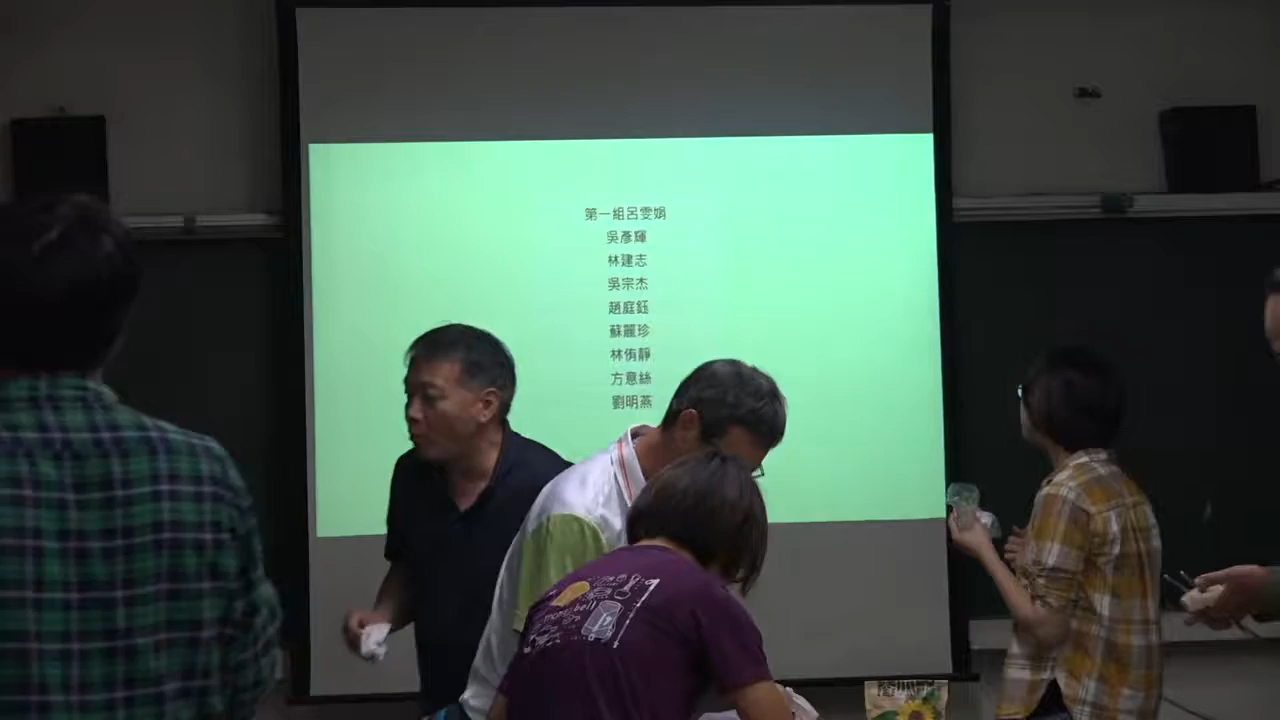 第一組呂雯娟
吳彥輝
林建志
吳宗杰
趙庭鈺
蘇麗珍
林侑靜
方意絲
劉明燕